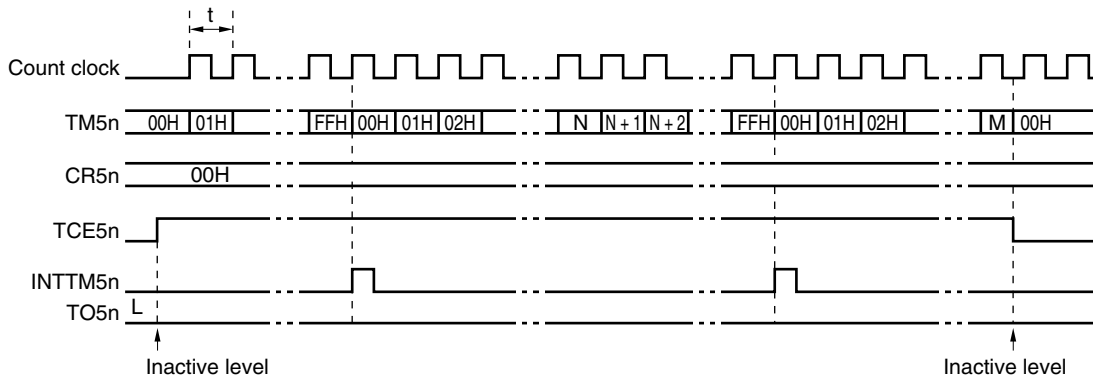 t
Count clock
TM5n 00H 01H FFH 00H 01H 02H N N + 1 N + 2 FFH 00H 01H 02H M 00H
CR5n 00H
TCE5n
INTTM5n
TO5n L
Inactive level Inactive level